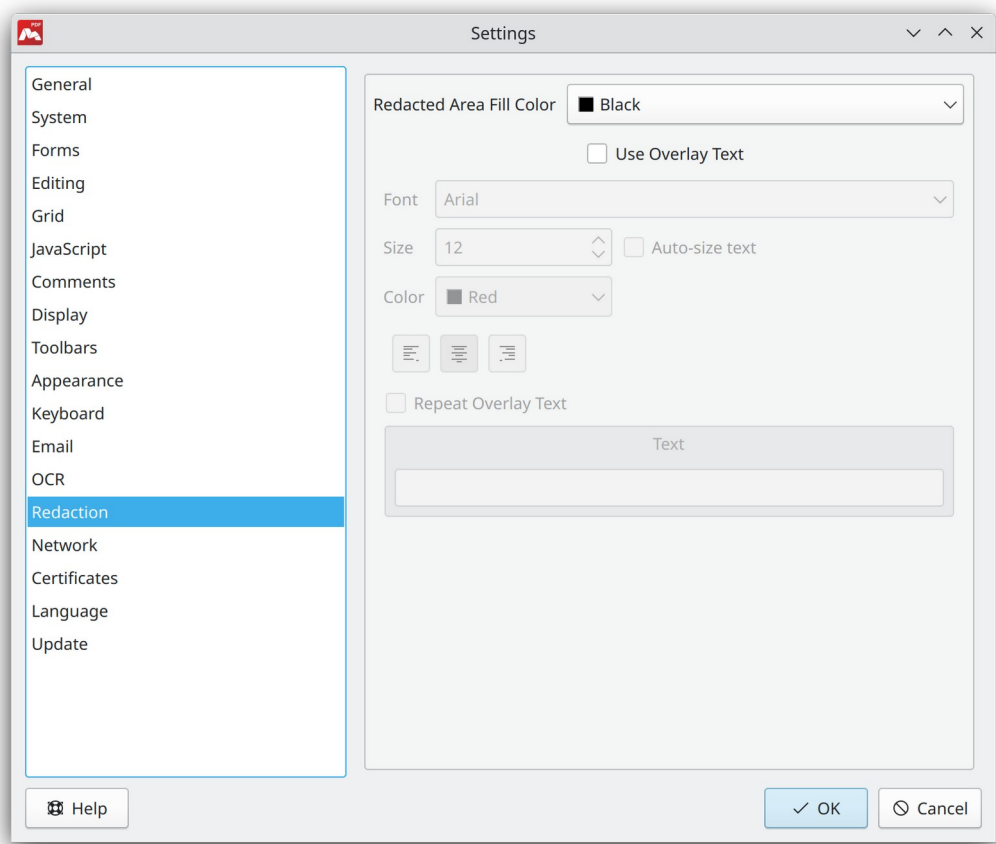 PDF
Settings
General
System
Forms
Editing
Grid
JavaScript
Comments
Display
Toolbars
Appearance
Keyboard
Email
OCR
Redaction
Network
Certificates
Language
Update
Redacted Area Fill Color Black
Use Overlay Text
Font Arial
Size 12 Auto-size text
Color Red
Repeat Overlay Text
Text
Help
OK
Cancel